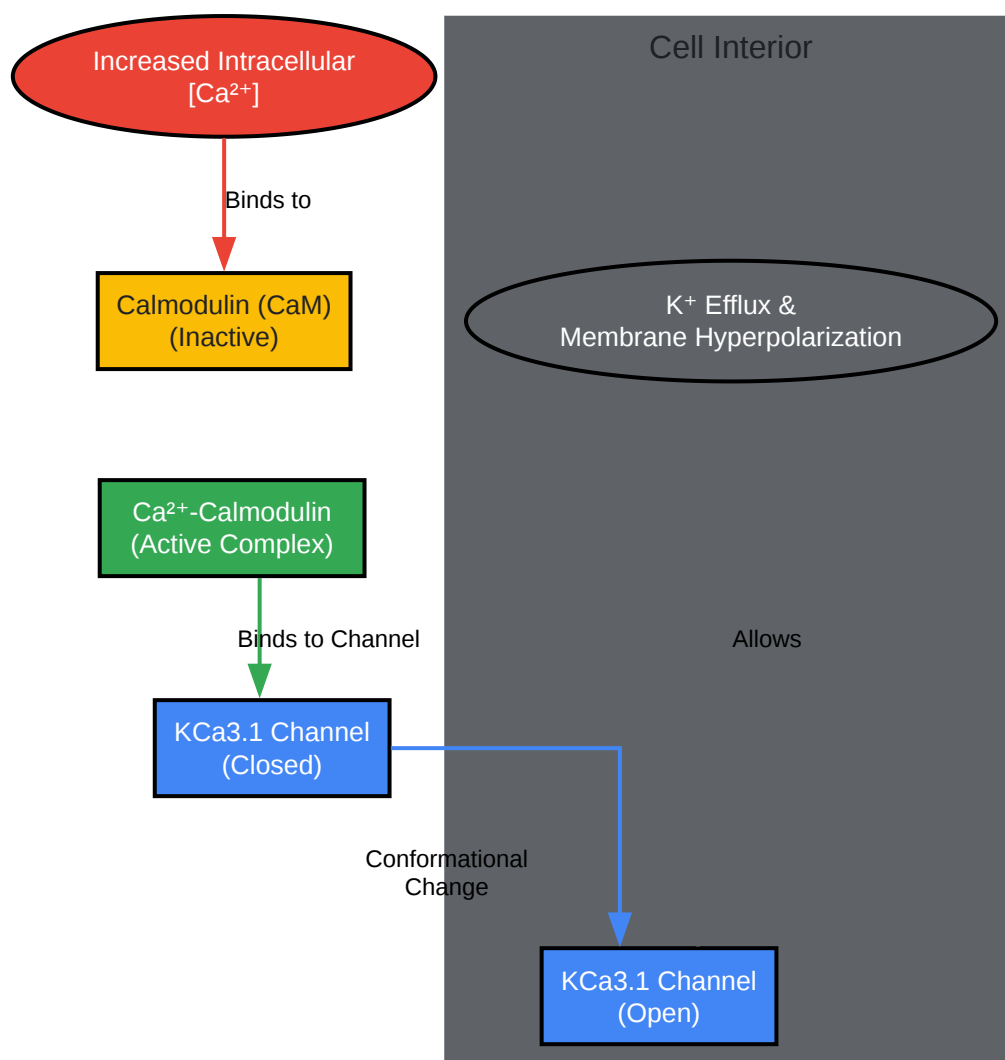 Increased Intracellular
[Ca²⁺]
Cell Interior
Binds to
Calmodulin (CaM)
(Inactive)
K⁺ Efflux &
Membrane Hyperpolarization
Ca²⁺-Calmodulin
(Active Complex)
Binds to Channel
Allows
KCa3.1 Channel
(Closed)
Conformational
Change
KCa3.1 Channel
(Open)